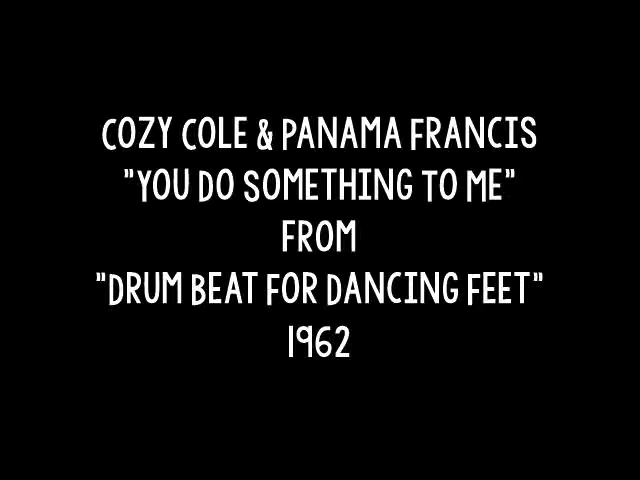 COZY COLE & PANAMA FRANCIS
"YOU DO SOMETHING TO ME"
FROM
"DRUM BEAT FOR DANCING FEET"
1962